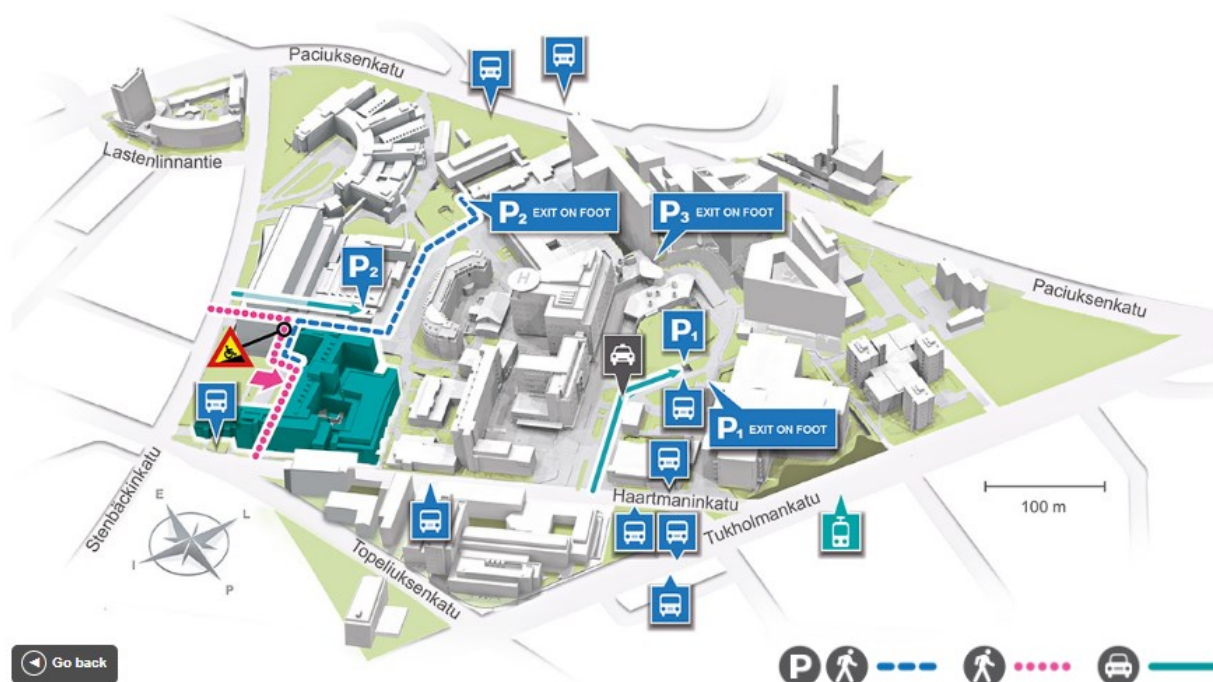 Paciuksenkatu
Lastenlinnantie
P2 EXIT ON FOOT
P3 EXIT ON FOOT
H
P2
Paciuksenkatu
P1
P1 EXIT ON FOOT
Stenbäckinkatu
Haartmaninkatu
Tukholmankatu
100 m
Topeliuksenkatu
E
L
I
P
Go back
P